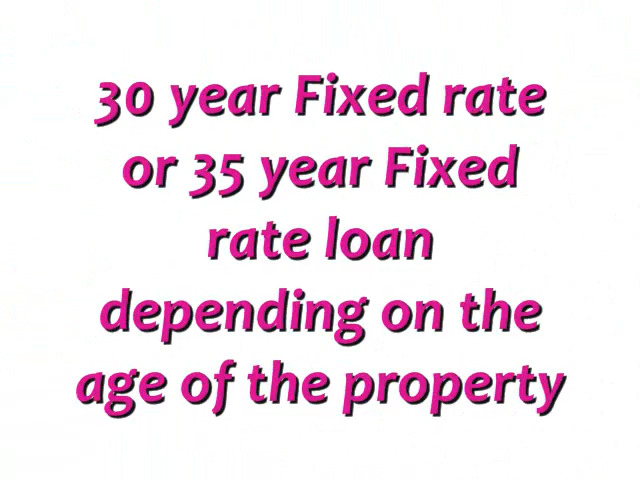 30 year Fixed rate
or 35 year Fixed
rate loan
depending on the
age of the property